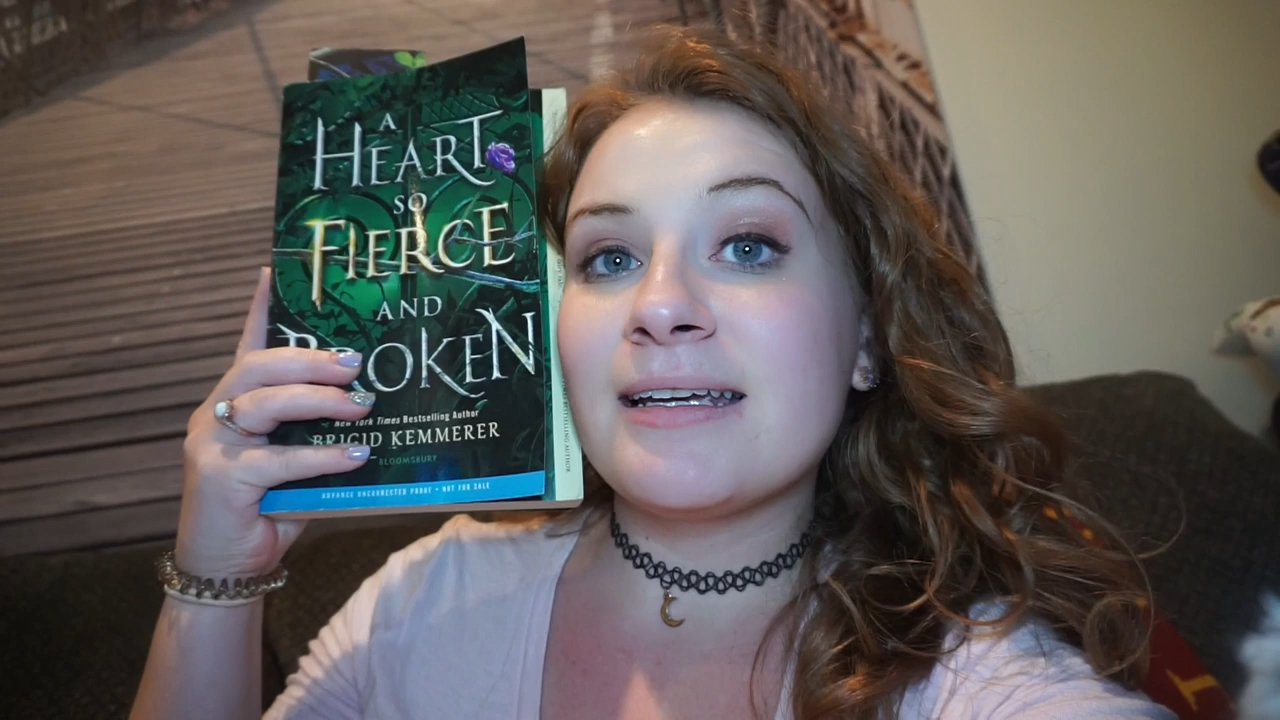 A
HEART
SO
FIERCE
AND
BROKEN
New York Times Bestselling Author
BRIGID KEMMERER
BLOOMSBURY
ADVANCE UNCORRECTED PROOF • NOT FOR SALE